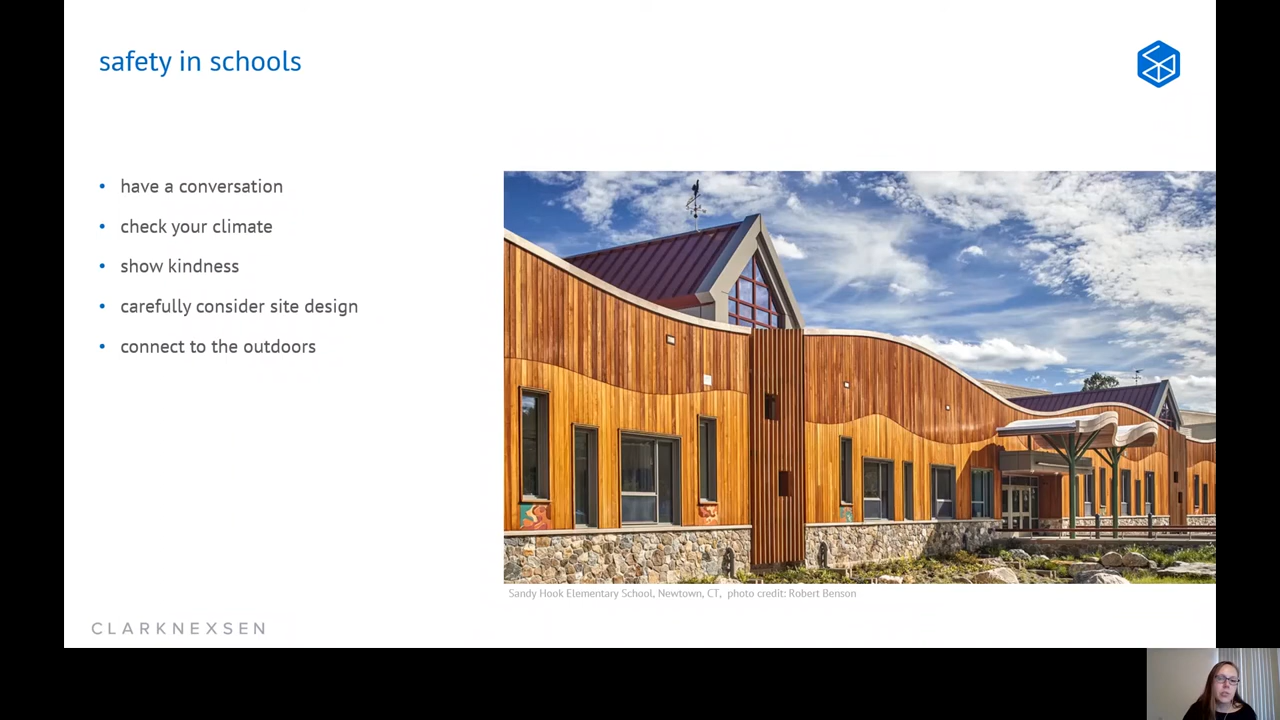 safety in schools
• have a conversation
• check your climate
• show kindness
• carefully consider site design
• connect to the outdoors
Sandy Hook Elementary School, Newtown, CT, photo credit: Robert Benson
CLARKNEXSEN